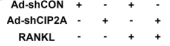 Ad-shCON + - + -
Ad-shCIP2A - + - +
RANKL - - + +